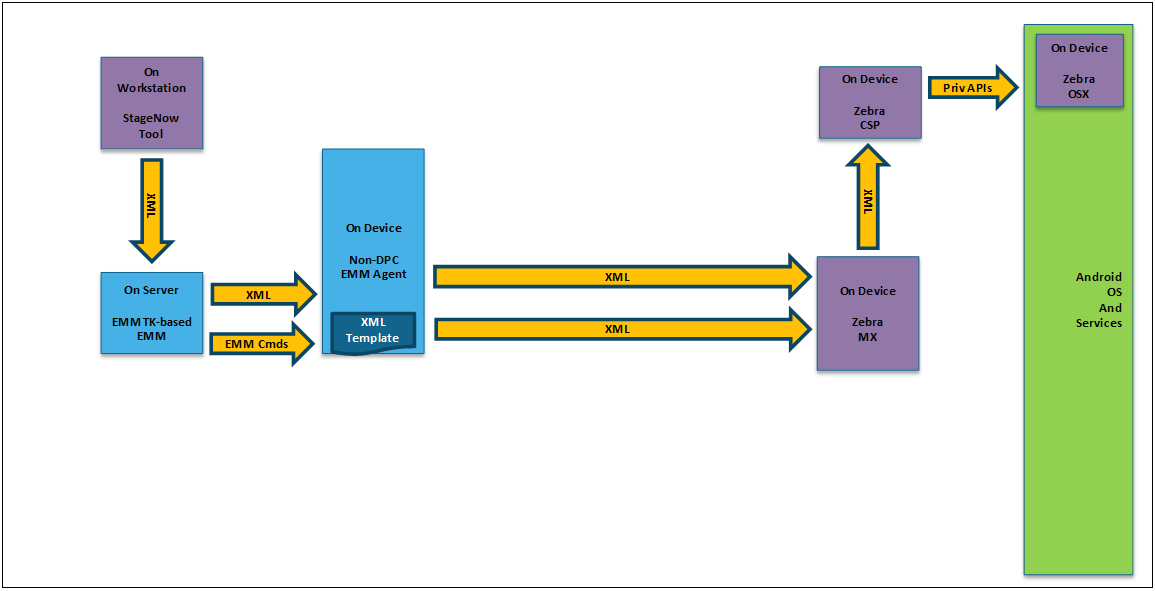 On
Workstation
StageNow
Tool
XML
On Server
EMMTK-based
EMM
XML
EMM Cmds
On Device
Non-DPC
EMM Agent
XML
Template
XML
XML
On Device
Zebra
MX
XML
On Device
Zebra
CSP
Priv APIs
On Device
Zebra
OSX
Android
OS
And
Services